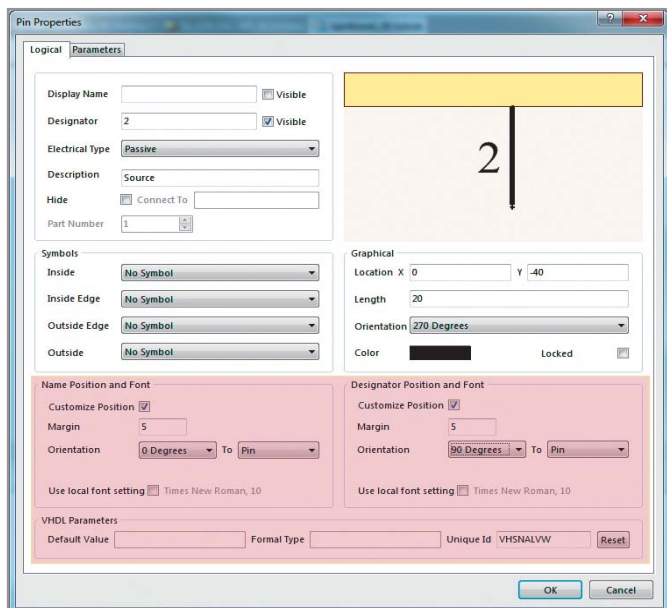 Pin Properties
Logical Parameters
Display Name Visible
Designator 2 Visible
Electrical Type Passive
Description Source
Hide Connect To
Part Number 1
2
Symbols
Inside No Symbol
Inside Edge No Symbol
Outside Edge No Symbol
Outside No Symbol
Graphical
Location X 0 Y -40
Length 20
Orientation 270 Degrees
Color Locked
Name Position and Font
Customize Position
Margin 5
Orientation 0 Degrees To Pin
Use local font setting Times New Roman, 10
Designator Position and Font
Customize Position
Margin 5
Orientation 90 Degrees To Pin
Use local font setting Times New Roman, 10
VHDL Parameters
Default Value Formal Type Unique Id VHSNALVW Reset
OK Cancel